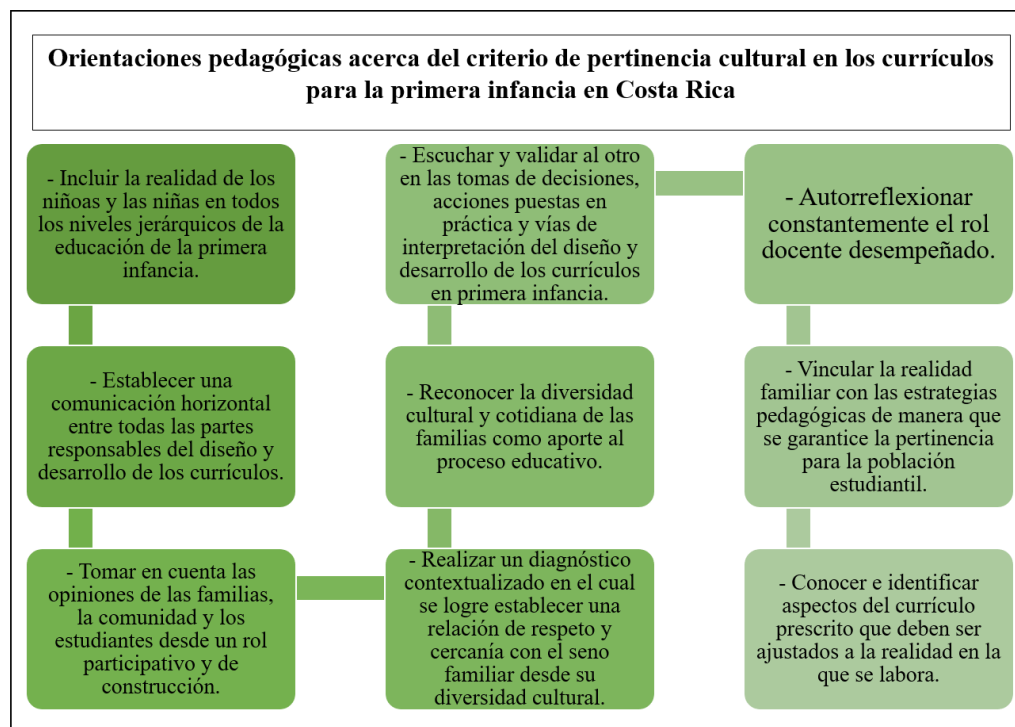 Orientaciones pedagógicas acerca del criterio de pertinencia cultural en los currículos
para la primera infancia en Costa Rica
- Incluir la realidad de los
niñoas y las niñas en todos
los niveles jerárquicos de la
educación de la primera
infancia.
- Establecer una
comunicación horizontal
entre todas las partes
responsables del diseño y
desarrollo de los currículos.
- Tomar en cuenta las
opiniones de las familias,
la comunidad y los
estudiantes desde un rol
participativo y de
construcción.
- Realizar un diagnóstico
contextualizado en el cual
se logre establecer una
relación de respeto y
cercanía con el seno
familiar desde su
diversidad cultural.
- Reconocer la diversidad
cultural y cotidiana de las
familias como aporte al
proceso educativo.
- Escuchar y validar al otro
en las tomas de decisiones,
acciones puestas en
práctica y vías de
interpretación del diseño y
desarrollo de los currículos
en primera infancia.
- Autorreflexionar
constantemente el rol
docente desempeñado.
- Vincular la realidad
familiar con las estrategias
pedagógicas de manera que
se garantice la pertinencia
para la población
estudiantil.
- Conocer e identificar
aspectos del currículo
prescrito que deben ser
ajustados a la realidad en la
que se labora.